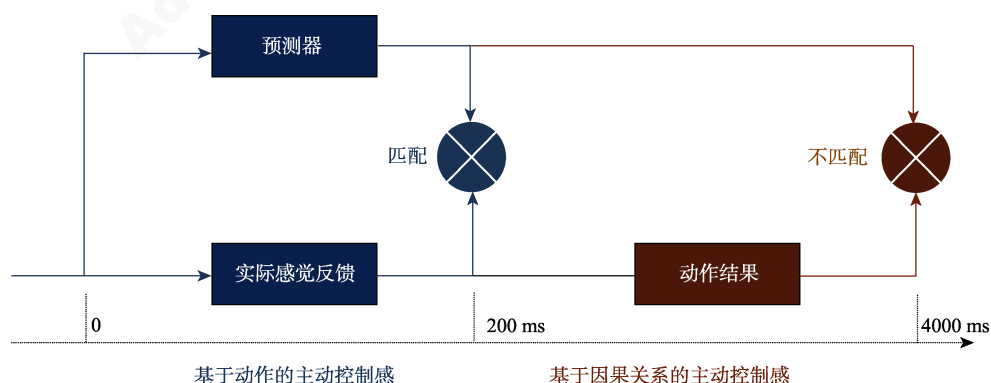 Ad
预测器
匹配
不匹配
实际感觉反馈
动作结果
0
200 ms
4000 ms
基于动作的主动控制感
基于因果关系的主动控制感